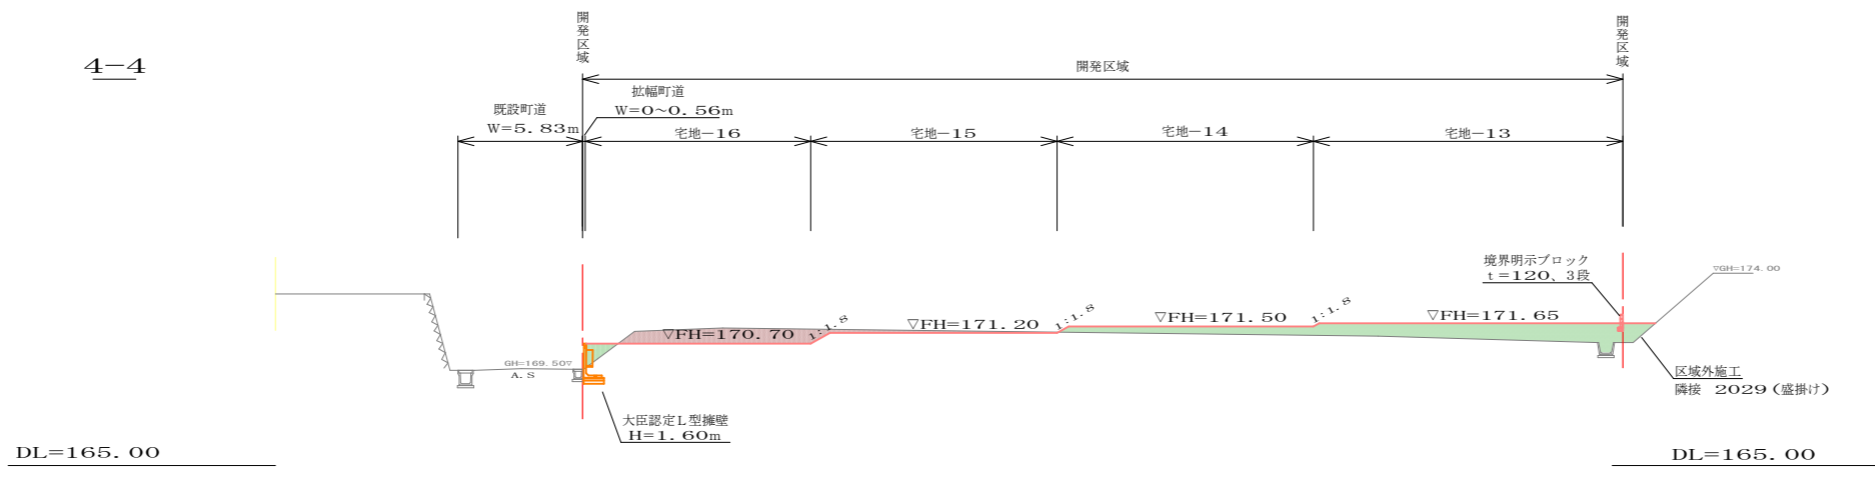 4−4
開発区域
開発区域
開発区域
既設町道
W=5.83m
拡幅町道
W=0~0.56m
宅地−16
宅地−15
宅地−14
宅地−13
▽FH=170.70
1:1.8
▽FH=171.20
1:1.8
▽FH=171.50
1:1.8
▽FH=171.65
境界明示ブロック
t=120、3段
▽GH=174.00
GH=169.50▽
A.S
大臣認定L型擁壁
H=1.60m
区域外施工
隣接 2029(盛掛け)
DL=165.00
DL=165.00